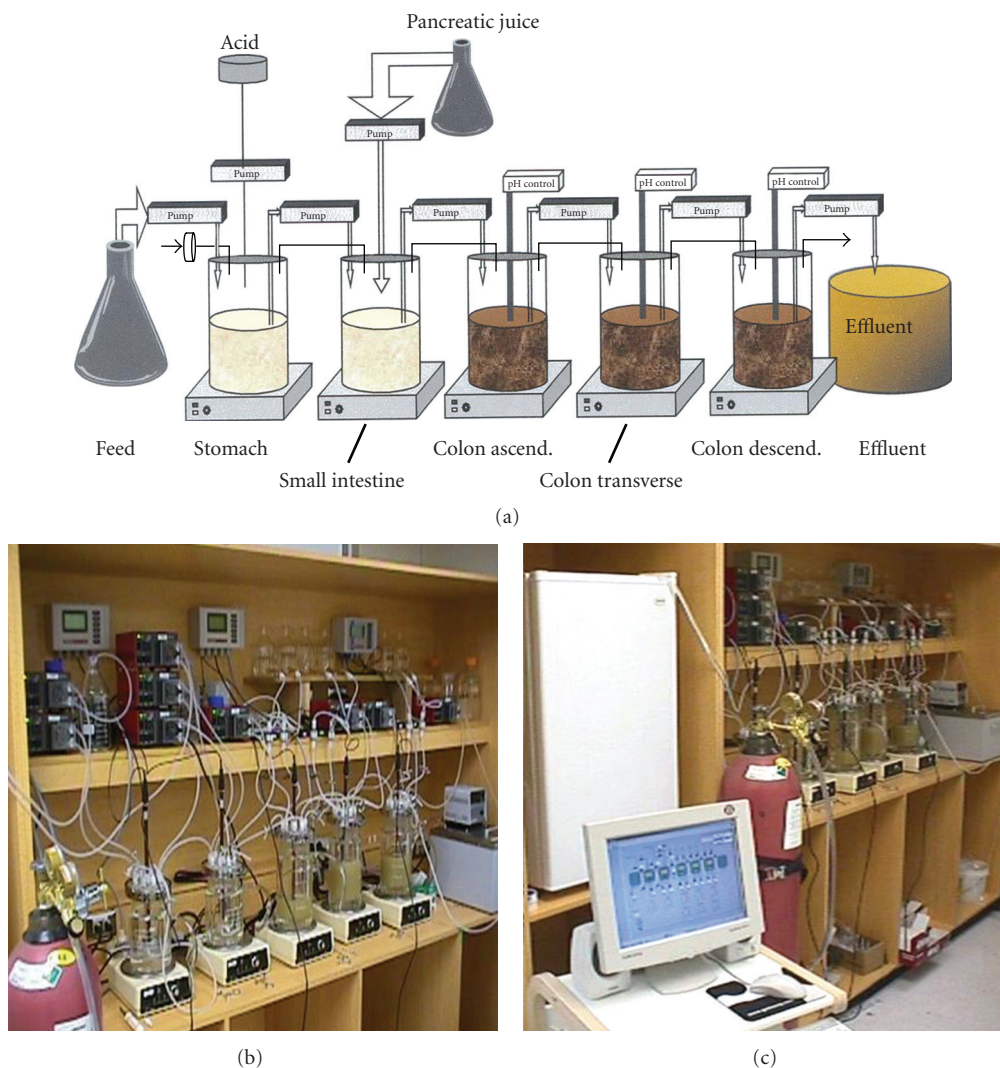 Pancreatic juice
Acid
Pump
Pump
pH control
pH control
pH control
Pump
Pump
Pump
Pump
Pump
Pump
Effluent
Feed
Stomach
Colon ascend.
Colon descend.
Effluent
Small intestine
Colon transverse
(a)
(b)
(c)